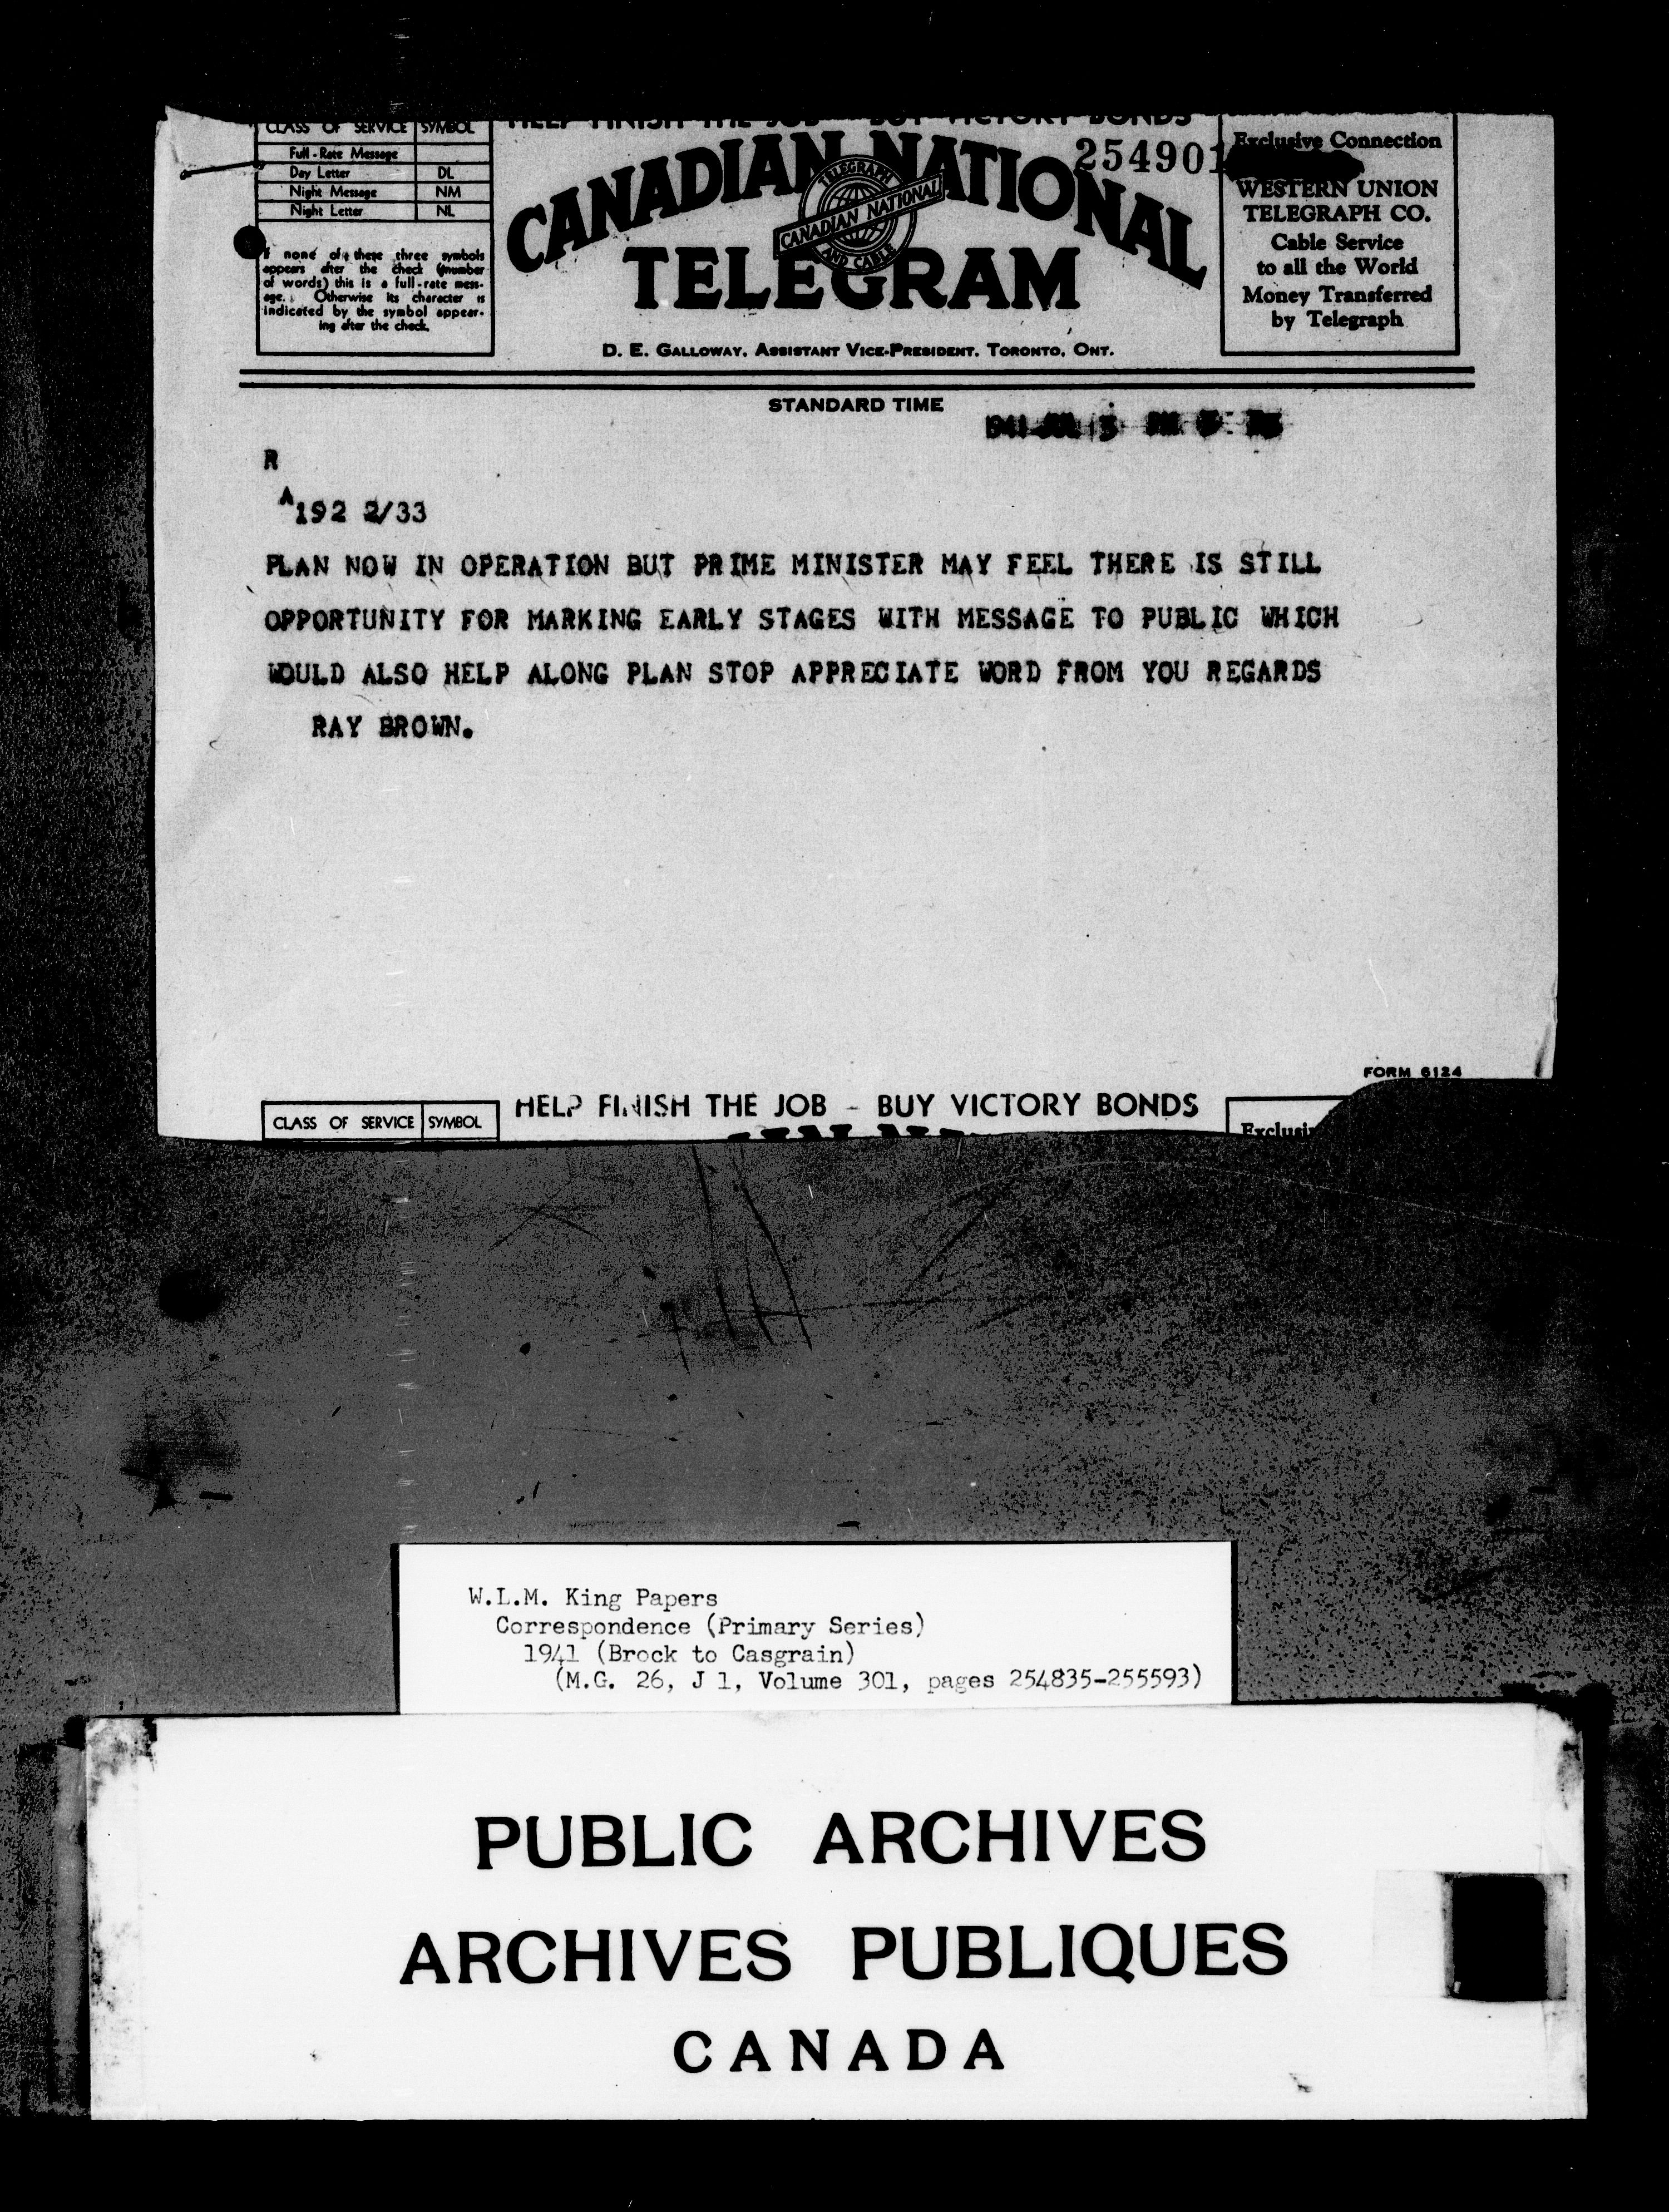 HELP FINISH THE JOB - BUY VICTORY BONDS
CLASS OF SERVICE SYMBOL
Full-Rate Message
Day Letter DL
Night Message NM
Night Letter NL
If none of these three symbols
appears after the check (number
of words) this is a full-rate mess-
age. Otherwise its character is
indicated by the symbol appear-
ing after the check.
CANADIAN NATIONAL
TELEGRAPH
CANADIAN NATIONAL
AND CABLE
TELEGRAM
254901
D. E. GALLOWAY, ASSISTANT VICE-PRESIDENT, TORONTO, ONT.
Exclusive Connection
WESTERN UNION
TELEGRAPH CO.
Cable Service
to all the World
Money Transferred
by Telegraph
STANDARD TIME
1941
R
A192 2/33
PLAN NOW IN OPERATION BUT PRIME MINISTER MAY FEEL THERE IS STILL
OPPORTUNITY FOR MARKING EARLY STAGES WITH MESSAGE TO PUBLIC WHICH
WOULD ALSO HELP ALONG PLAN STOP APPRECIATE WORD FROM YOU REGARDS
RAY BROWN.
FORM 6124
CLASS OF SERVICE SYMBOL
HELP FINISH THE JOB - BUY VICTORY BONDS
Exclusiv
W.L.M. King Papers
Correspondence (Primary Series)
1941 (Brock to Casgrain)
(M.G. 26, J 1, Volume 301, pages 254835-255593)
PUBLIC ARCHIVES
ARCHIVES PUBLIQUES
CANADA